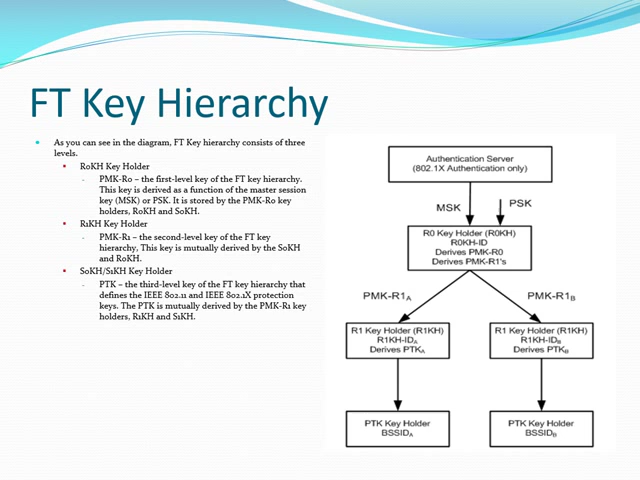 FT Key Hierarchy
As you can see in the diagram, FT Key hierarchy consists of three
levels.
R0KH Key Holder
PMK-R0 – the first-level key of the FT key hierarchy.
This key is derived as a function of the master session
key (MSK) or PSK. It is stored by the PMK-R0 key
holders, R0KH and S0KH.
R1KH Key Holder
PMK-R1 – the second-level key of the FT key
hierarchy, This key is mutually derived by the S0KH
and R0KH.
S0KH/S1KH Key Holder
PTK – the third-level key of the FT key hierarchy that
defines the IEEE 802.11 and IEEE 802.1X protection
keys. The PTK is mutually derived by the PMK-R1 key
holders, R1KH and S1KH.
Authentication Server
(802.1X Authentication only)
MSK
PSK
R0 Key Holder (R0KH)
R0KH-ID
Derives PMK-R0
Derives PMK-R1's
PMK-R1A
PMK-R1B
R1 Key Holder (R1KH)
R1KH-IDA
Derives PTKA
R1 Key Holder (R1KH)
R1KH-IDB
Derives PTKB
PTK Key Holder
BSSIDA
PTK Key Holder
BSSIDB